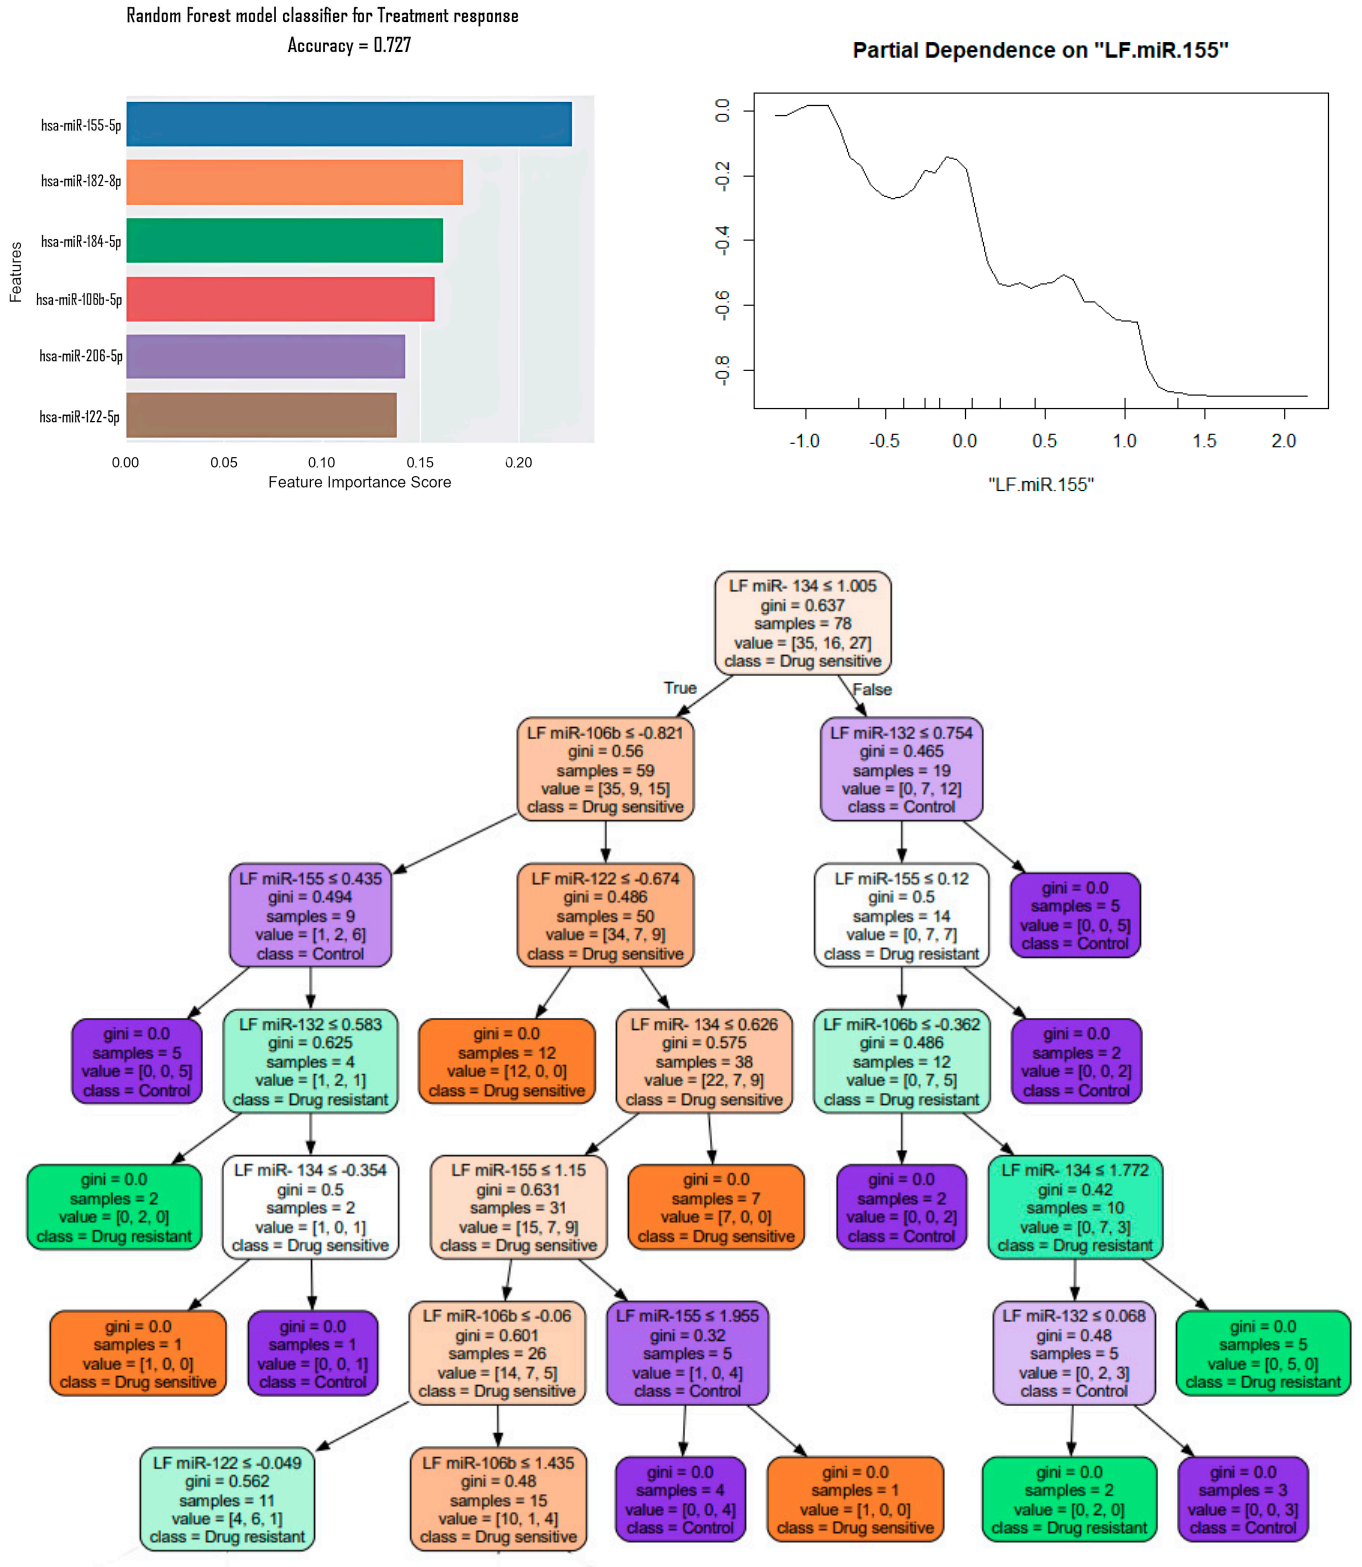 Random Forest model classifier for Treatment response
Accuracy = 0.727
Features
hsa-miR-155-5p
hsa-miR-182-8p
hsa-miR-184-5p
hsa-miR-106b-5p
hsa-miR-206-5p
hsa-miR-122-5p
0.00 0.05 0.10 0.15 0.20
Feature Importance Score
Partial Dependence on "LF.miR.155"
0.0
-0.2
-0.4
-0.6
-0.8
-1.0 -0.5 0.0 0.5 1.0 1.5 2.0
"LF.miR.155"
LF miR- 134 ≤ 1.005
gini = 0.637
samples = 78
value = [35, 16, 27]
class = Drug sensitive
True
False
LF miR-106b ≤ -0.821
gini = 0.56
samples = 59
value = [35, 9, 15]
class = Drug sensitive
LF miR-132 ≤ 0.754
gini = 0.465
samples = 19
value = [0, 7, 12]
class = Control
LF miR-155 ≤ 0.435
gini = 0.494
samples = 9
value = [1, 2, 6]
class = Control
LF miR-122 ≤ -0.674
gini = 0.486
samples = 50
value = [34, 7, 9]
class = Drug sensitive
LF miR-155 ≤ 0.12
gini = 0.5
samples = 14
value = [0, 7, 7]
class = Drug resistant
gini = 0.0
samples = 5
value = [0, 0, 5]
class = Control
gini = 0.0
samples = 5
value = [0, 0, 5]
class = Control
LF miR-132 ≤ 0.583
gini = 0.625
samples = 4
value = [1, 2, 1]
class = Drug resistant
gini = 0.0
samples = 12
value = [12, 0, 0]
class = Drug sensitive
LF miR- 134 ≤ 0.626
gini = 0.575
samples = 38
value = [22, 7, 9]
class = Drug sensitive
LF miR-106b ≤ -0.362
gini = 0.486
samples = 12
value = [0, 7, 5]
class = Drug resistant
gini = 0.0
samples = 2
value = [0, 0, 2]
class = Control
gini = 0.0
samples = 2
value = [0, 2, 0]
class = Drug resistant
LF miR- 134 ≤ -0.354
gini = 0.5
samples = 2
value = [1, 0, 1]
class = Drug sensitive
LF miR-155 ≤ 1.15
gini = 0.631
samples = 31
value = [15, 7, 9]
class = Drug sensitive
gini = 0.0
samples = 7
value = [7, 0, 0]
class = Drug sensitive
gini = 0.0
samples = 2
value = [0, 0, 2]
class = Control
LF miR- 134 ≤ 1.772
gini = 0.42
samples = 10
value = [0, 7, 3]
class = Drug resistant
gini = 0.0
samples = 1
value = [1, 0, 0]
class = Drug sensitive
gini = 0.0
samples = 1
value = [0, 0, 1]
class = Control
LF miR-106b ≤ -0.06
gini = 0.601
samples = 26
value = [14, 7, 5]
class = Drug sensitive
LF miR-155 ≤ 1.955
gini = 0.32
samples = 5
value = [1, 0, 4]
class = Control
LF miR-132 ≤ 0.068
gini = 0.48
samples = 5
value = [0, 2, 3]
class = Control
gini = 0.0
samples = 5
value = [0, 5, 0]
class = Drug resistant
LF miR-122 ≤ -0.049
gini = 0.562
samples = 11
value = [4, 6, 1]
class = Drug resistant
LF miR-106b ≤ 1.435
gini = 0.48
samples = 15
value = [10, 1, 4]
class = Drug sensitive
gini = 0.0
samples = 4
value = [0, 0, 4]
class = Control
gini = 0.0
samples = 1
value = [1, 0, 0]
class = Drug sensitive
gini = 0.0
samples = 2
value = [0, 2, 0]
class = Drug resistant
gini = 0.0
samples = 3
value = [0, 0, 3]
class = Control